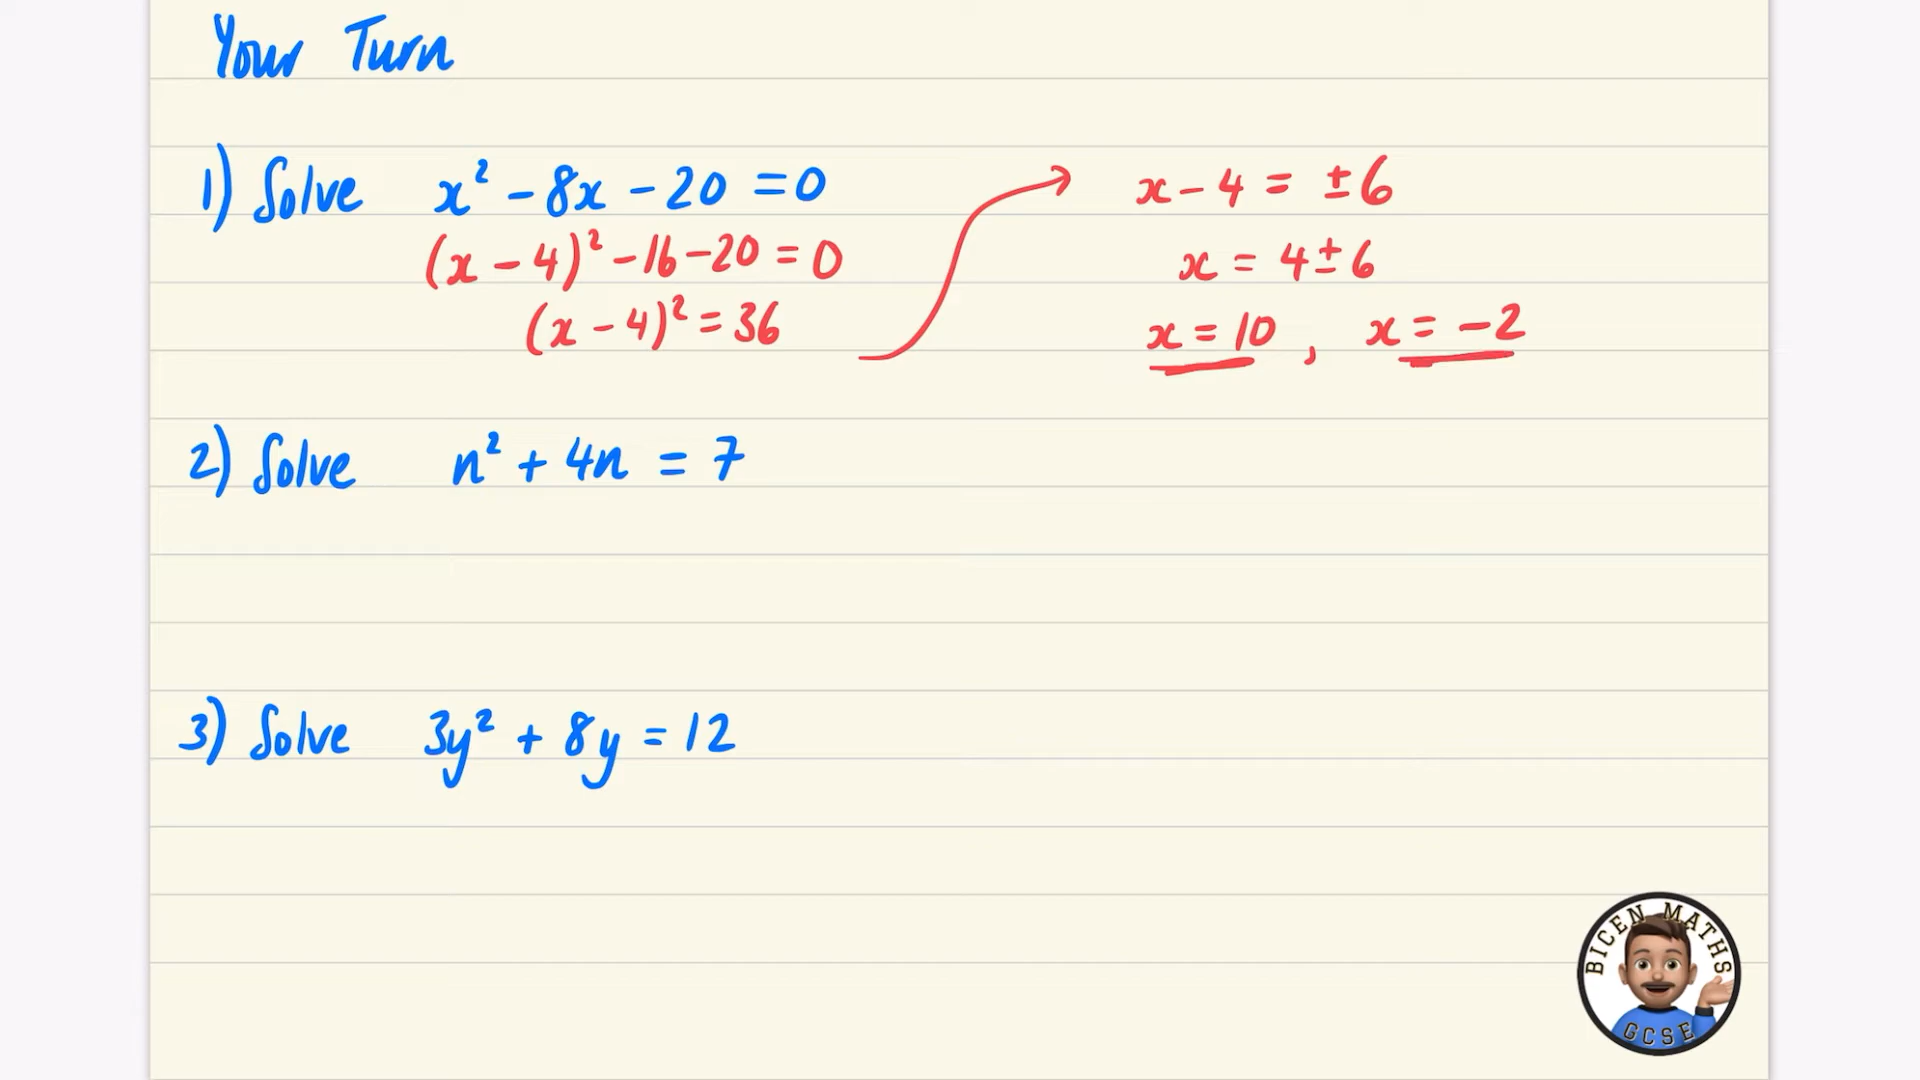 Your Turn
1) Solve x² - 8x - 20 = 0
(x - 4)² - 16 - 20 = 0
(x - 4)² = 36
x - 4 = ±6
x = 4 ± 6
x = 10 , x = -2
2) Solve n² + 4n = 7
3) Solve 3y² + 8y = 12
BICEN MATHS
GCSE